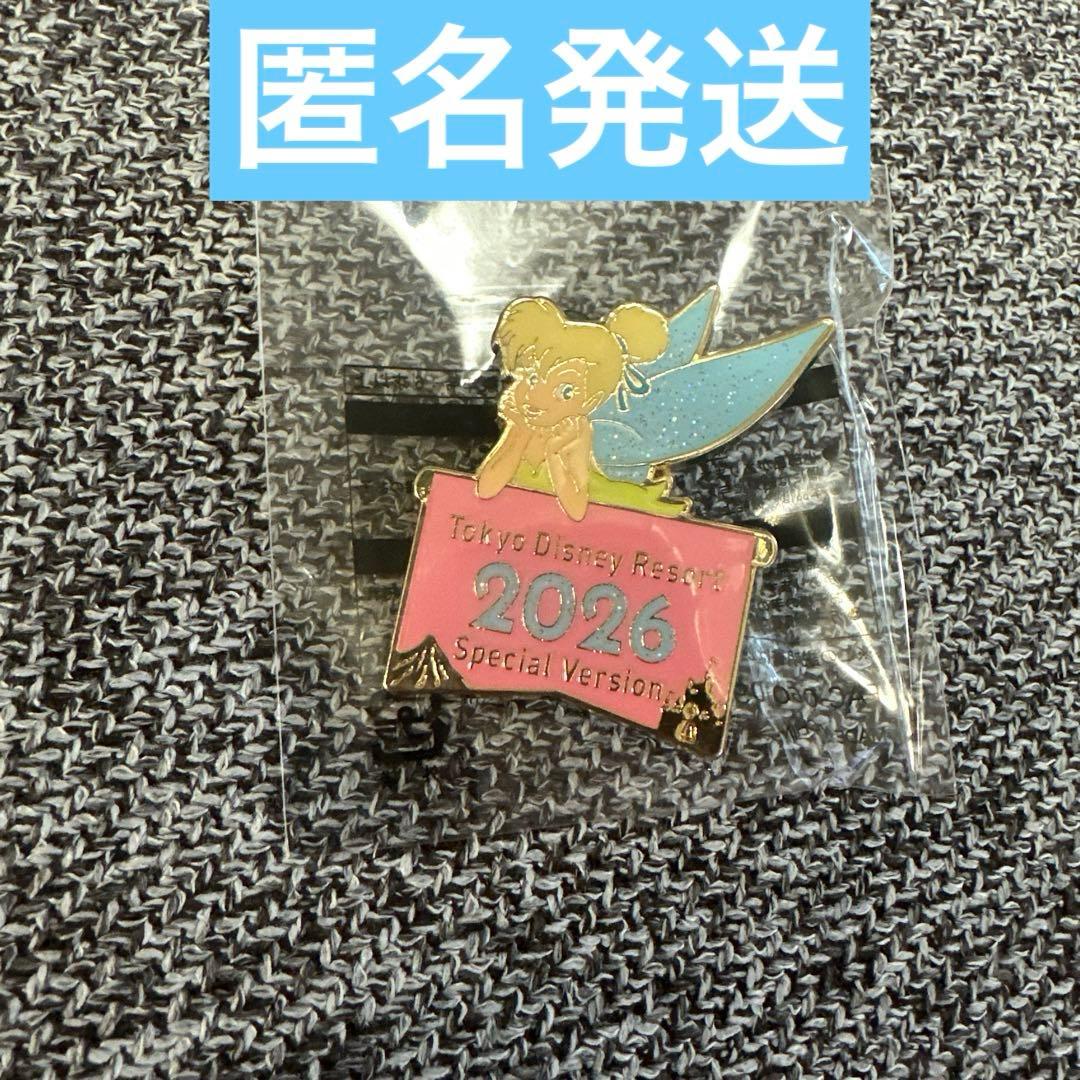 匿名発送
Tokyo Disney Resort
2026
Special Version